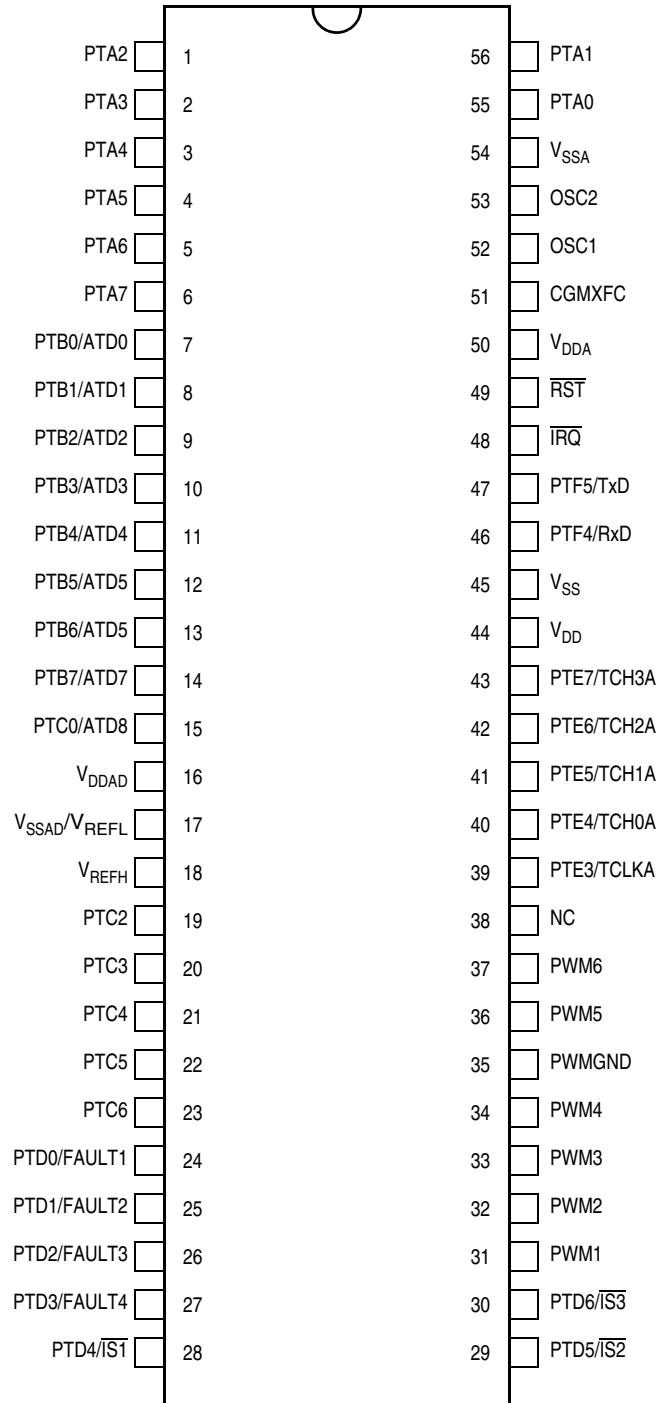 PTA2 1 56 PTA1
PTA3 2 55 PTA0
PTA4 3 54 VSSA
PTA5 4 53 OSC2
PTA6 5 52 OSC1
PTA7 6 51 CGMXFC
PTB0/ATD0 7 50 VDDA
PTB1/ATD1 8 49 R̅S̅T̅
PTB2/ATD2 9 48 I̅R̅Q̅
PTB3/ATD3 10 47 PTF5/TxD
PTB4/ATD4 11 46 PTF4/RxD
PTB5/ATD5 12 45 VSS
PTB6/ATD5 13 44 VDD
PTB7/ATD7 14 43 PTE7/TCH3A
PTC0/ATD8 15 42 PTE6/TCH2A
VDDAD 16 41 PTE5/TCH1A
VSSAD/VREFL 17 40 PTE4/TCH0A
VREFH 18 39 PTE3/TCLKA
PTC2 19 38 NC
PTC3 20 37 PWM6
PTC4 21 36 PWM5
PTC5 22 35 PWMGND
PTC6 23 34 PWM4
PTD0/FAULT1 24 33 PWM3
PTD1/FAULT2 25 32 PWM2
PTD2/FAULT3 26 31 PWM1
PTD3/FAULT4 27 30 PTD6/I̅S̅3̅
PTD4/I̅S̅1̅ 28 29 PTD5/I̅S̅2̅